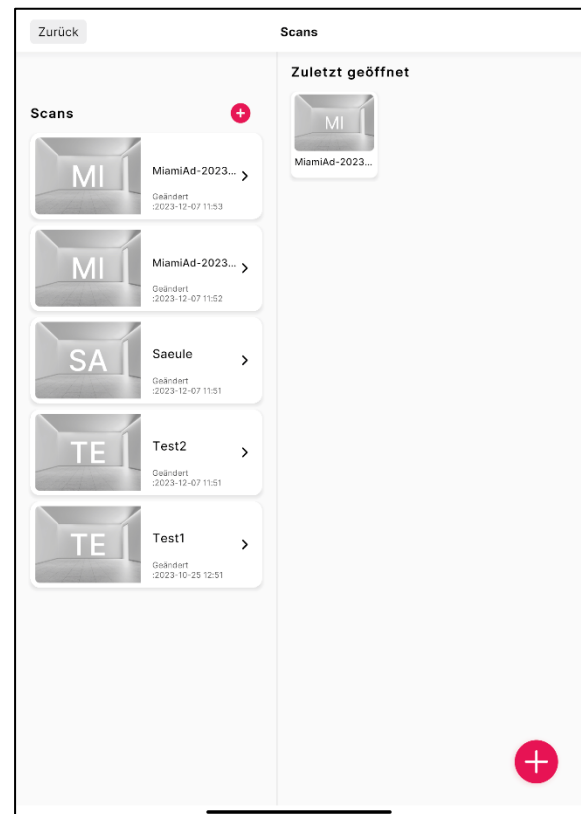 Zurück
Scans
Zuletzt geöffnet
MI
MiamiAd-2023...
Scans
MI
MiamiAd-2023...
Geändert
:2023-12-07 11:53
MI
MiamiAd-2023...
Geändert
:2023-12-07 11:52
SA
Saeule
Geändert
:2023-12-07 11:51
TE
Test2
Geändert
:2023-12-07 11:51
TE
Test1
Geändert
:2023-10-25 12:51